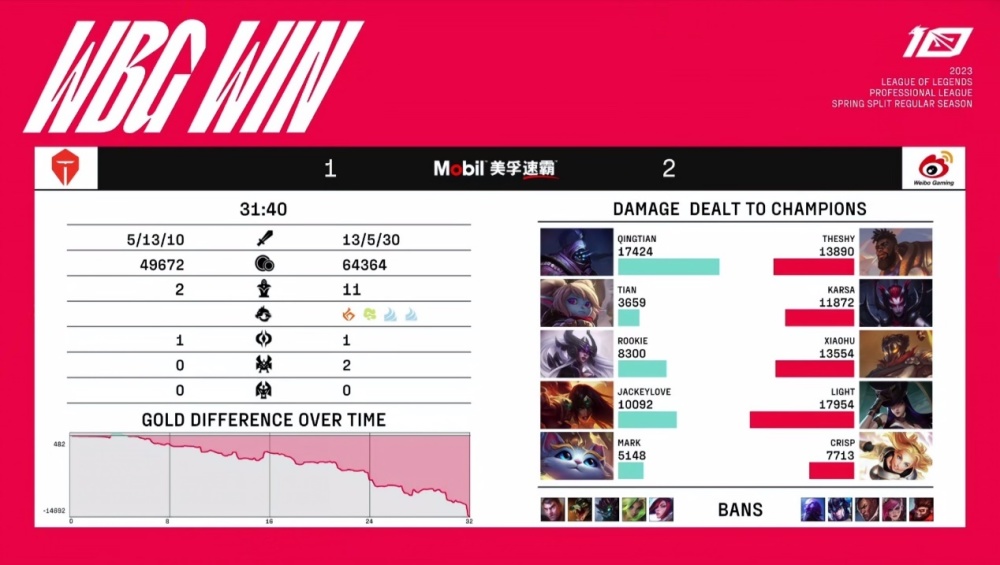 WBG WIN
10
2023
LEAGUE OF LEGENDS
PROFESSIONAL LEAGUE
SPRING SPLIT REGULAR SEASON
1
Mobil 美孚速霸
2
Weibo Gaming
31:40
5/13/10
13/5/30
49672
64364
2
11
1
1
0
2
0
0
GOLD DIFFERENCE OVER TIME
482
-14692
0
8
16
24
32
DAMAGE DEALT TO CHAMPIONS
QINGTIAN
17424
THESHY
13890
TIAN
3659
KARSA
11872
ROOKIE
8300
XIAOHU
13554
JACKEYLOVE
10092
LIGHT
17954
MARK
5148
CRISP
7713
BANS